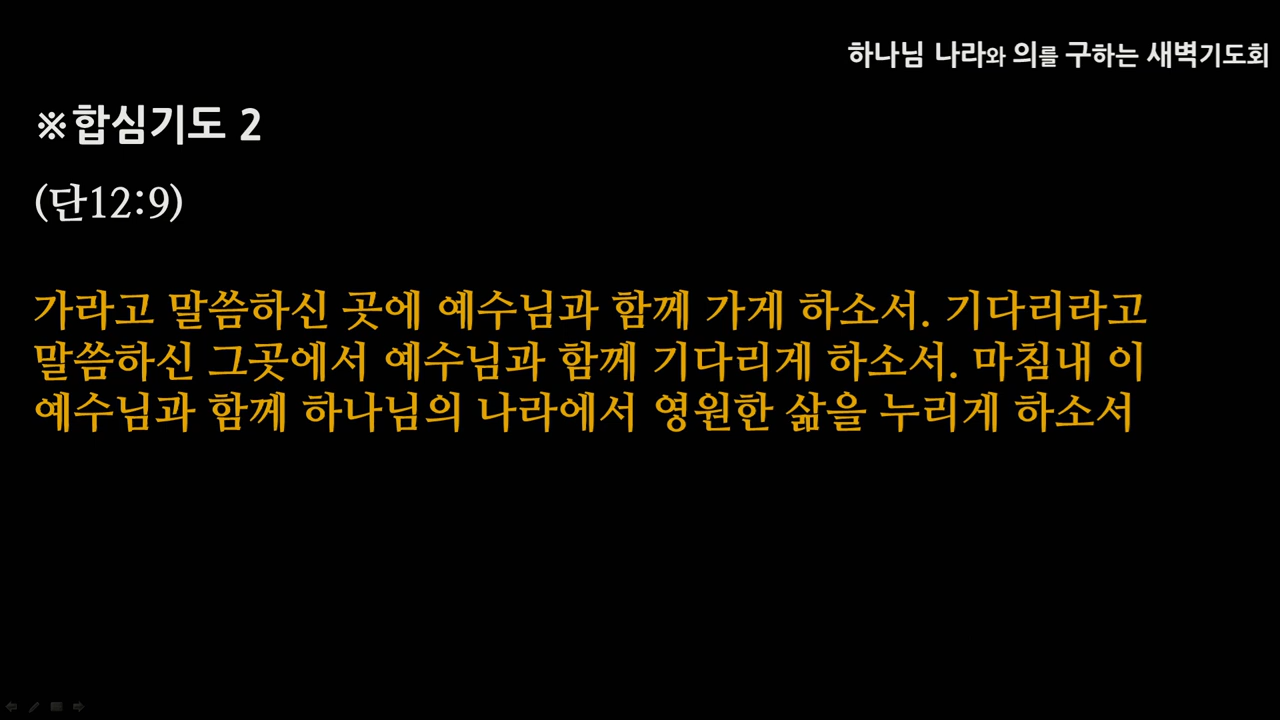 하나님 나라와 의를 구하는 새벽기도회
※합심기도 2
(단12:9)
가라고 말씀하신 곳에 예수님과 함께 가게 하소서. 기다리라고
말씀하신 그곳에서 예수님과 함께 기다리게 하소서. 마침내 이
예수님과 함께 하나님의 나라에서 영원한 삶을 누리게 하소서